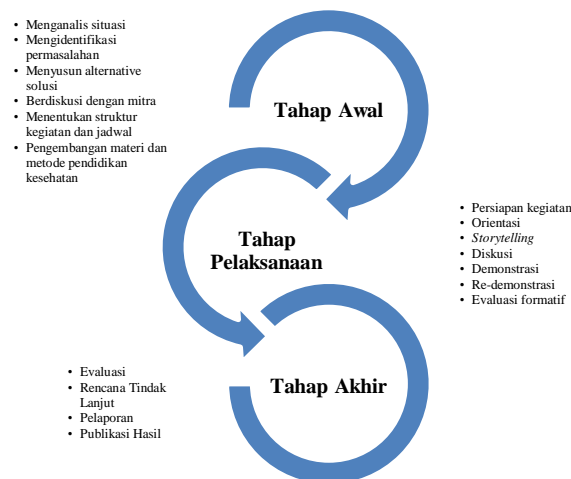 • Menganalis situasi
• Mengidentifikasi
permasalahan
• Menyusun alternative
solusi
• Berdiskusi dengan mitra
• Menentukan struktur
kegiatan dan jadwal
• Pengembangan materi dan
metode pendidikan
kesehatan
Tahap Awal
Tahap
Pelaksanaan
• Persiapan kegiatan
• Orientasi
• Storytelling
• Diskusi
• Demonstrasi
• Re-demonstrasi
• Evaluasi formatif
• Evaluasi
• Rencana Tindak
Lanjut
• Pelaporan
• Publikasi Hasil
Tahap Akhir